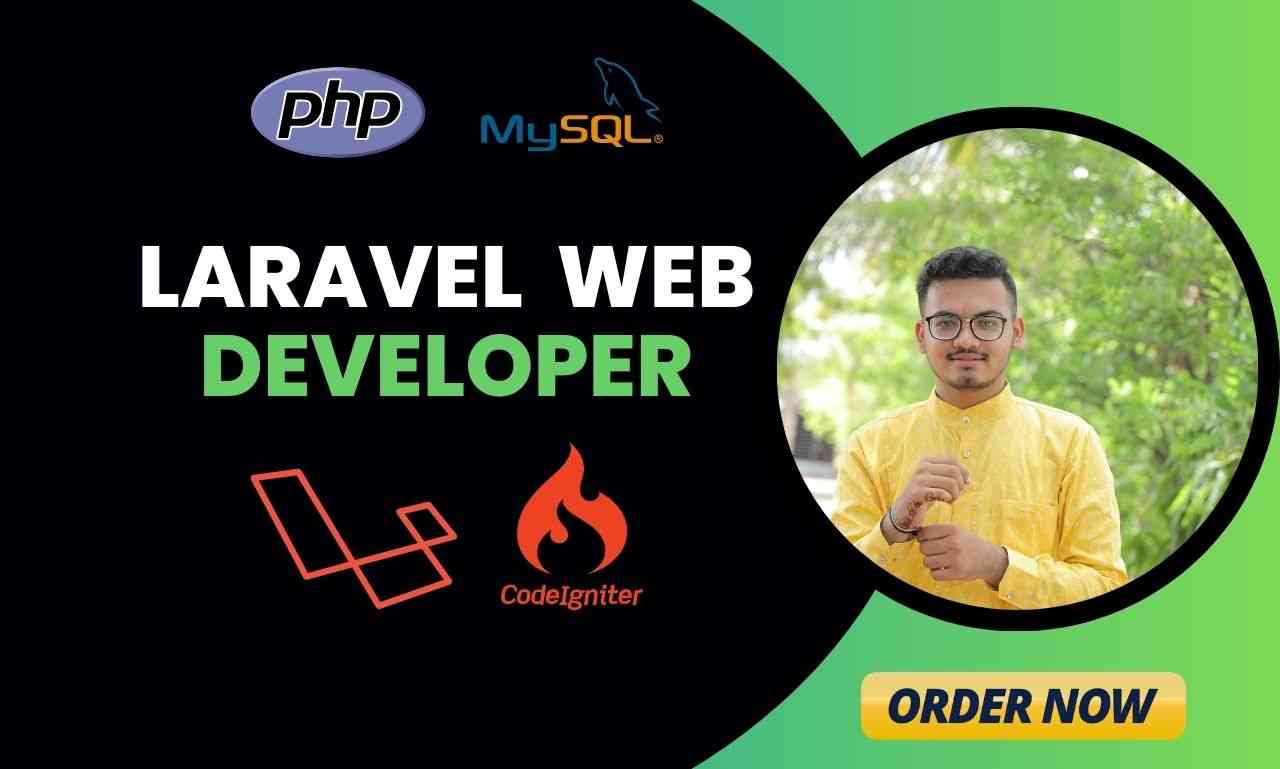 php
MySQL®
LARAVEL WEB
DEVELOPER
CodeIgniter
ORDER NOW